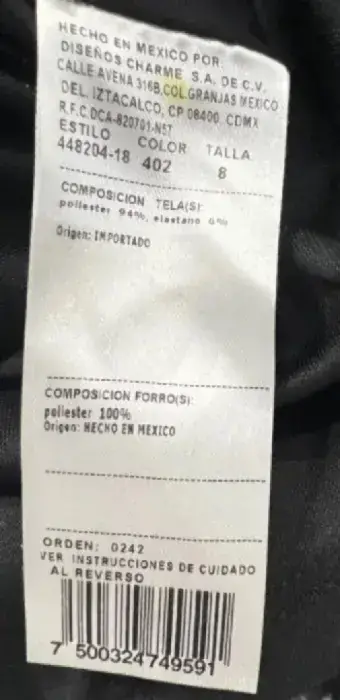 HECHO EN MEXICO POR:
DISEÑOS CHARME S.A. DE C.V.
CALLE AVENA 316B,COL.GRANJAS MEXICO
DEL. IZTACALCO, CP 08400, CDMX
R.F.C.DCA-820701-NS7
ESTILO COLOR TALLA
448204-18 402 8
COMPOSICION TELA(S):
poliester 94%, elastano 6%
Origen: IMPORTADO
COMPOSICION FORRO(S):
poliester 100%
Origen: HECHO EN MEXICO
ORDEN: 0242
VER INSTRUCCIONES DE CUIDADO
AL REVERSO
7 500324749591